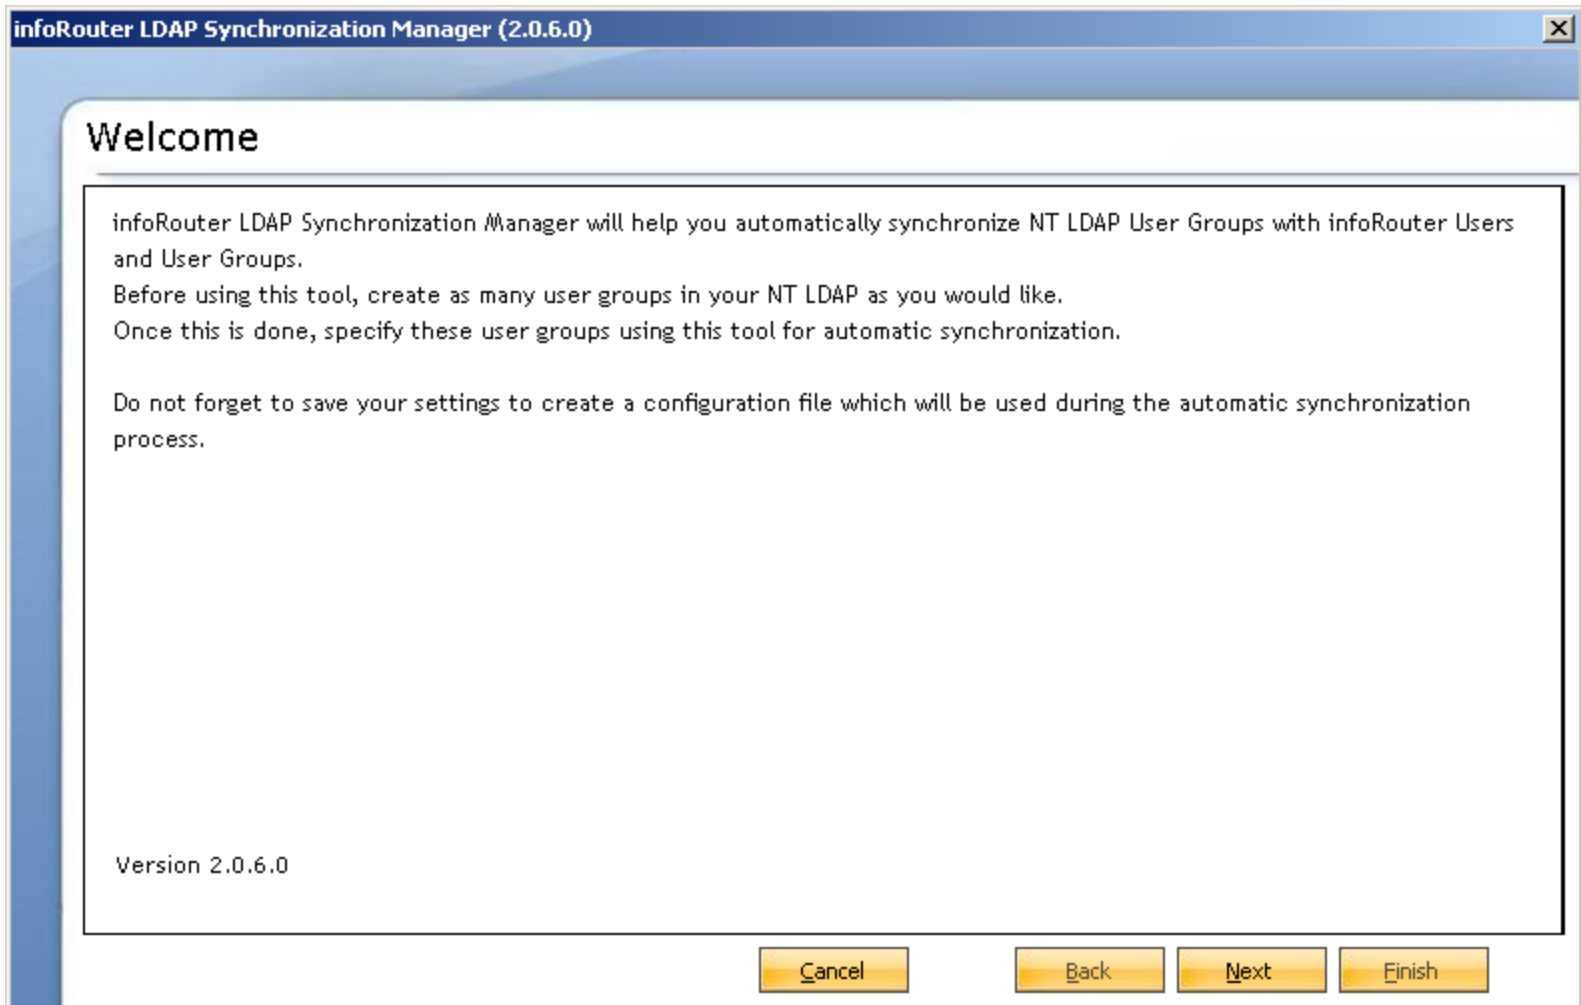 infoRouter LDAP Synchronization Manager (2.0.6.0)
Welcome
infoRouter LDAP Synchronization Manager will help you automatically synchronize NT LDAP User Groups with infoRouter Users
and User Groups.
Before using this tool, create as many user groups in your NT LDAP as you would like.
Once this is done, specify these user groups using this tool for automatic synchronization.
Do not forget to save your settings to create a configuration file which will be used during the automatic synchronization
process.
Version 2.0.6.0
Cancel Back Next Finish